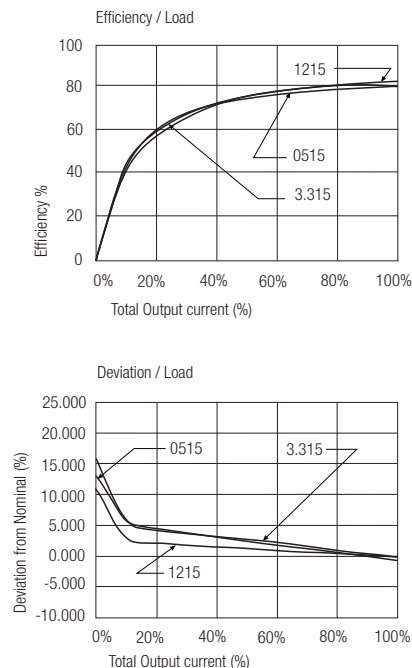 Efficiency / Load
100
80
60
40
20
0
Efficiency %
1215
0515
3.315
0% 20% 40% 60% 80% 100%
Total Output current (%)
Deviation / Load
25.000
20.000
15.000
10.000
5.000
0.000
-5.000
-10.000
Deviation from Nominal (%)
0515
3.315
1215
0% 20% 40% 60% 80% 100%
Total Output current (%)